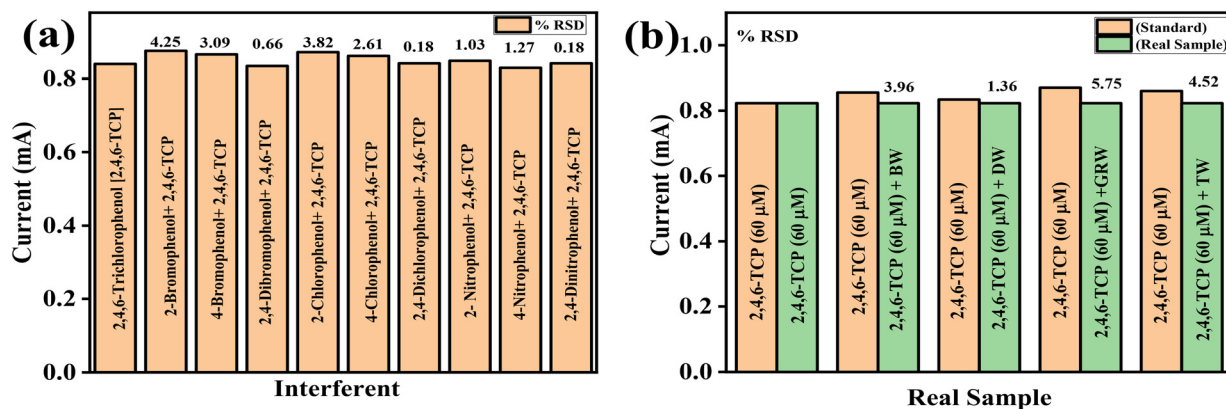 (a)
% RSD
4.25
3.09
0.66
3.82
2.61
0.18
1.03
1.27
0.18
Current (mA)
0.8
0.6
0.4
0.2
0.0
2,4,6-Trichlorophenol [2,4,6-TCP]
2-Bromophenol+ 2,4,6-TCP
4-Bromophenol+ 2,4,6-TCP
2,4-Dibromophenol+ 2,4,6-TCP
2-Chlorphenol+ 2,4,6-TCP
4-Chlorphenol+ 2,4,6-TCP
2,4-Dichlorophenol+ 2,4,6-TCP
2- Nitrophenol+ 2,4,6-TCP
4-Nitrophenol+ 2,4,6-TCP
2,4-Dinitrophenol+ 2,4,6-TCP
Interferent
(b)
% RSD
(Standard)
(Real Sample)
3.96
1.36
5.75
4.52
Current (mA)
1.0
0.8
0.6
0.4
0.2
0.0
2,4,6-TCP (60 μM)
2,4,6-TCP (60 μM)
2,4,6-TCP (60 μM)
2,4,6-TCP (60 μM) + BW
2,4,6-TCP (60 μM)
2,4,6-TCP (60 μM) + DW
2,4,6-TCP (60 μM)
2,4,6-TCP (60 μM) +GRW
2,4,6-TCP (60 μM)
2,4,6-TCP (60 μM) + TW
Real Sample